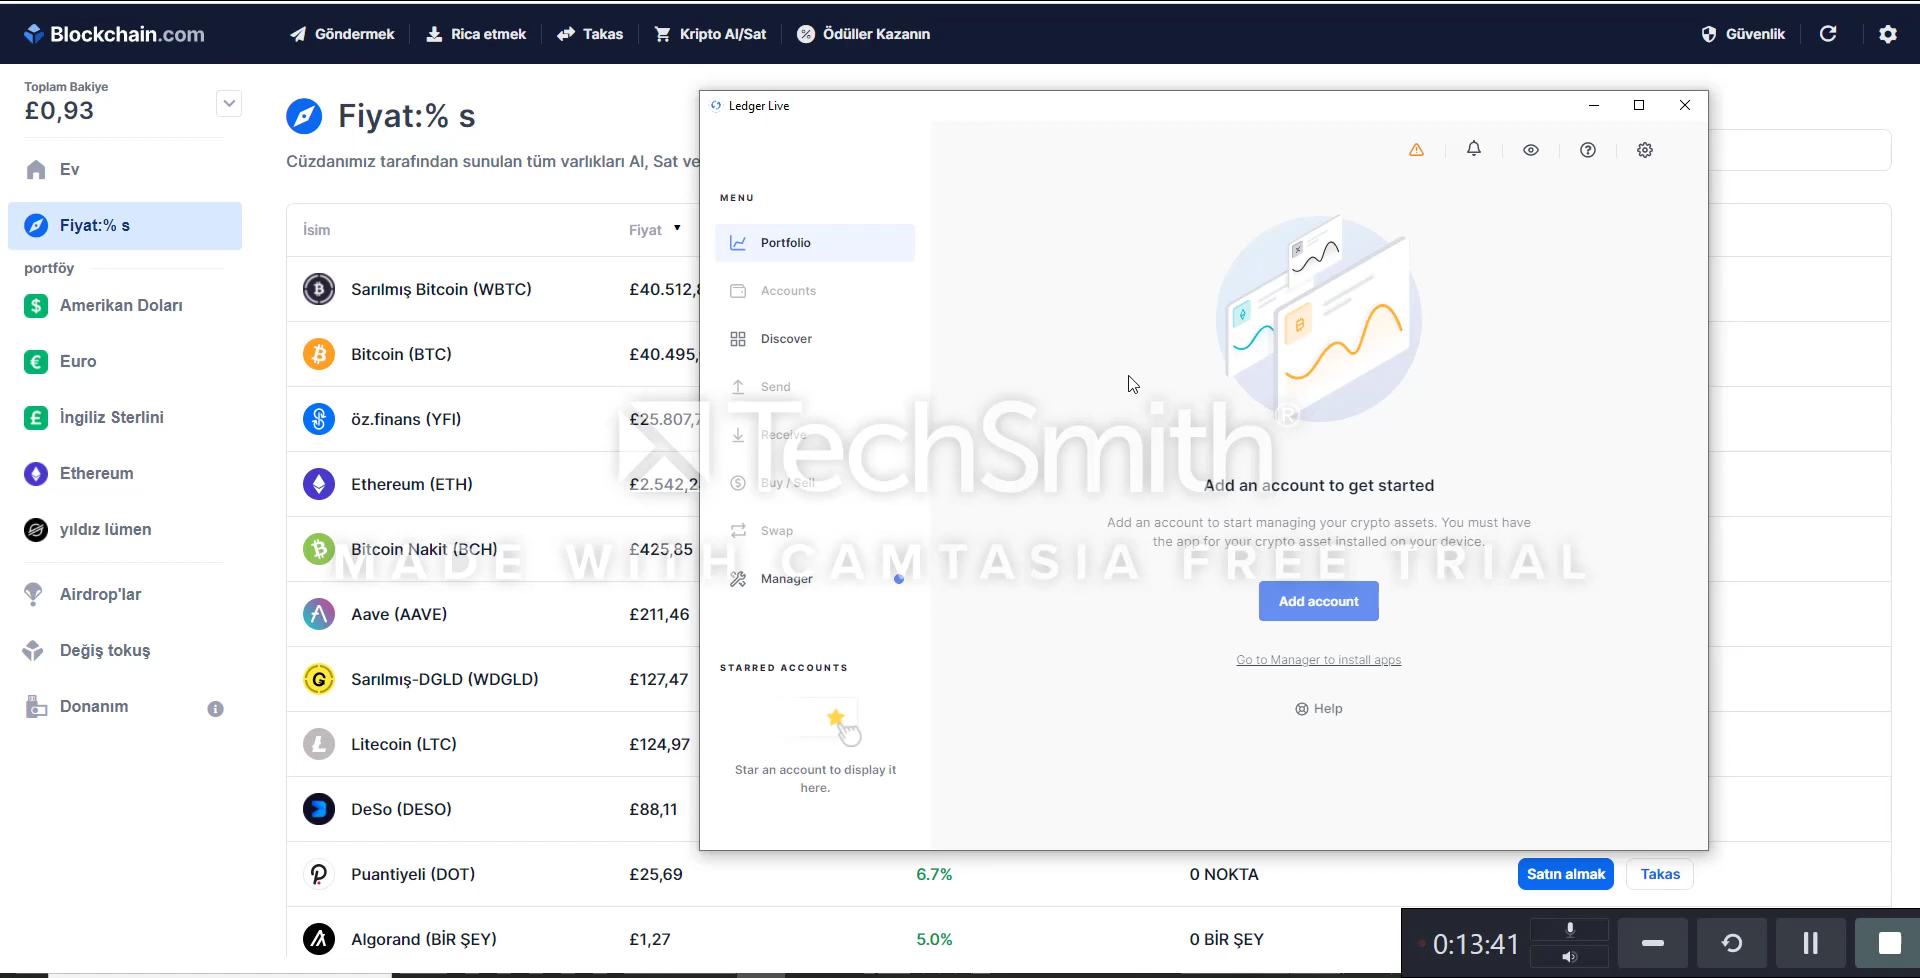 Blockchain.com
Göndermek
Rica etmek
Takas
Kripto Al/Sat
Ödüller Kazanın
Güvenlik
Toplam Bakiye
£0,93
Ev
Fiyat:% s
portföy
Amerikan Doları
Euro
İngiliz Sterlini
Ethereum
yıldız lümen
Airdrop'lar
Değiş tokuş
Donanım
Fiyat:% s
Cüzdanımız tarafından sunulan tüm varlıkları Al, Sat ve
İsim Fiyat
Sarılmış Bitcoin (WBTC) £40.512,
Bitcoin (BTC) £40.495,
öz.finans (YFI) £25.807,7
Ethereum (ETH) £2.542,2
Bitcoin Nakit (BCH) £425,85
Aave (AAVE) £211,46
Sarılmış-DGLD (WDGLD) £127,47
Litecoin (LTC) £124,97
DeSo (DESO) £88,11
Puantiyeli (DOT) £25,69 6.7% 0 NOKTA Satın almak Takas
Algorand (BİR ŞEY) £1,27 5.0% 0 BİR ŞEY
Ledger Live
MENU
Portfolio
Accounts
Discover
Send
Receive
Buy / Sell
Swap
Manager
STARRED ACCOUNTS
Star an account to display it
here.
Add an account to get started
Add an account to start managing your crypto assets. You must have
the app for your crypto asset installed on your device.
Add account
Go to Manager to install apps
Help
TechSmith®
MADE WITH CAMTASIA FREE TRIAL
0:13:41